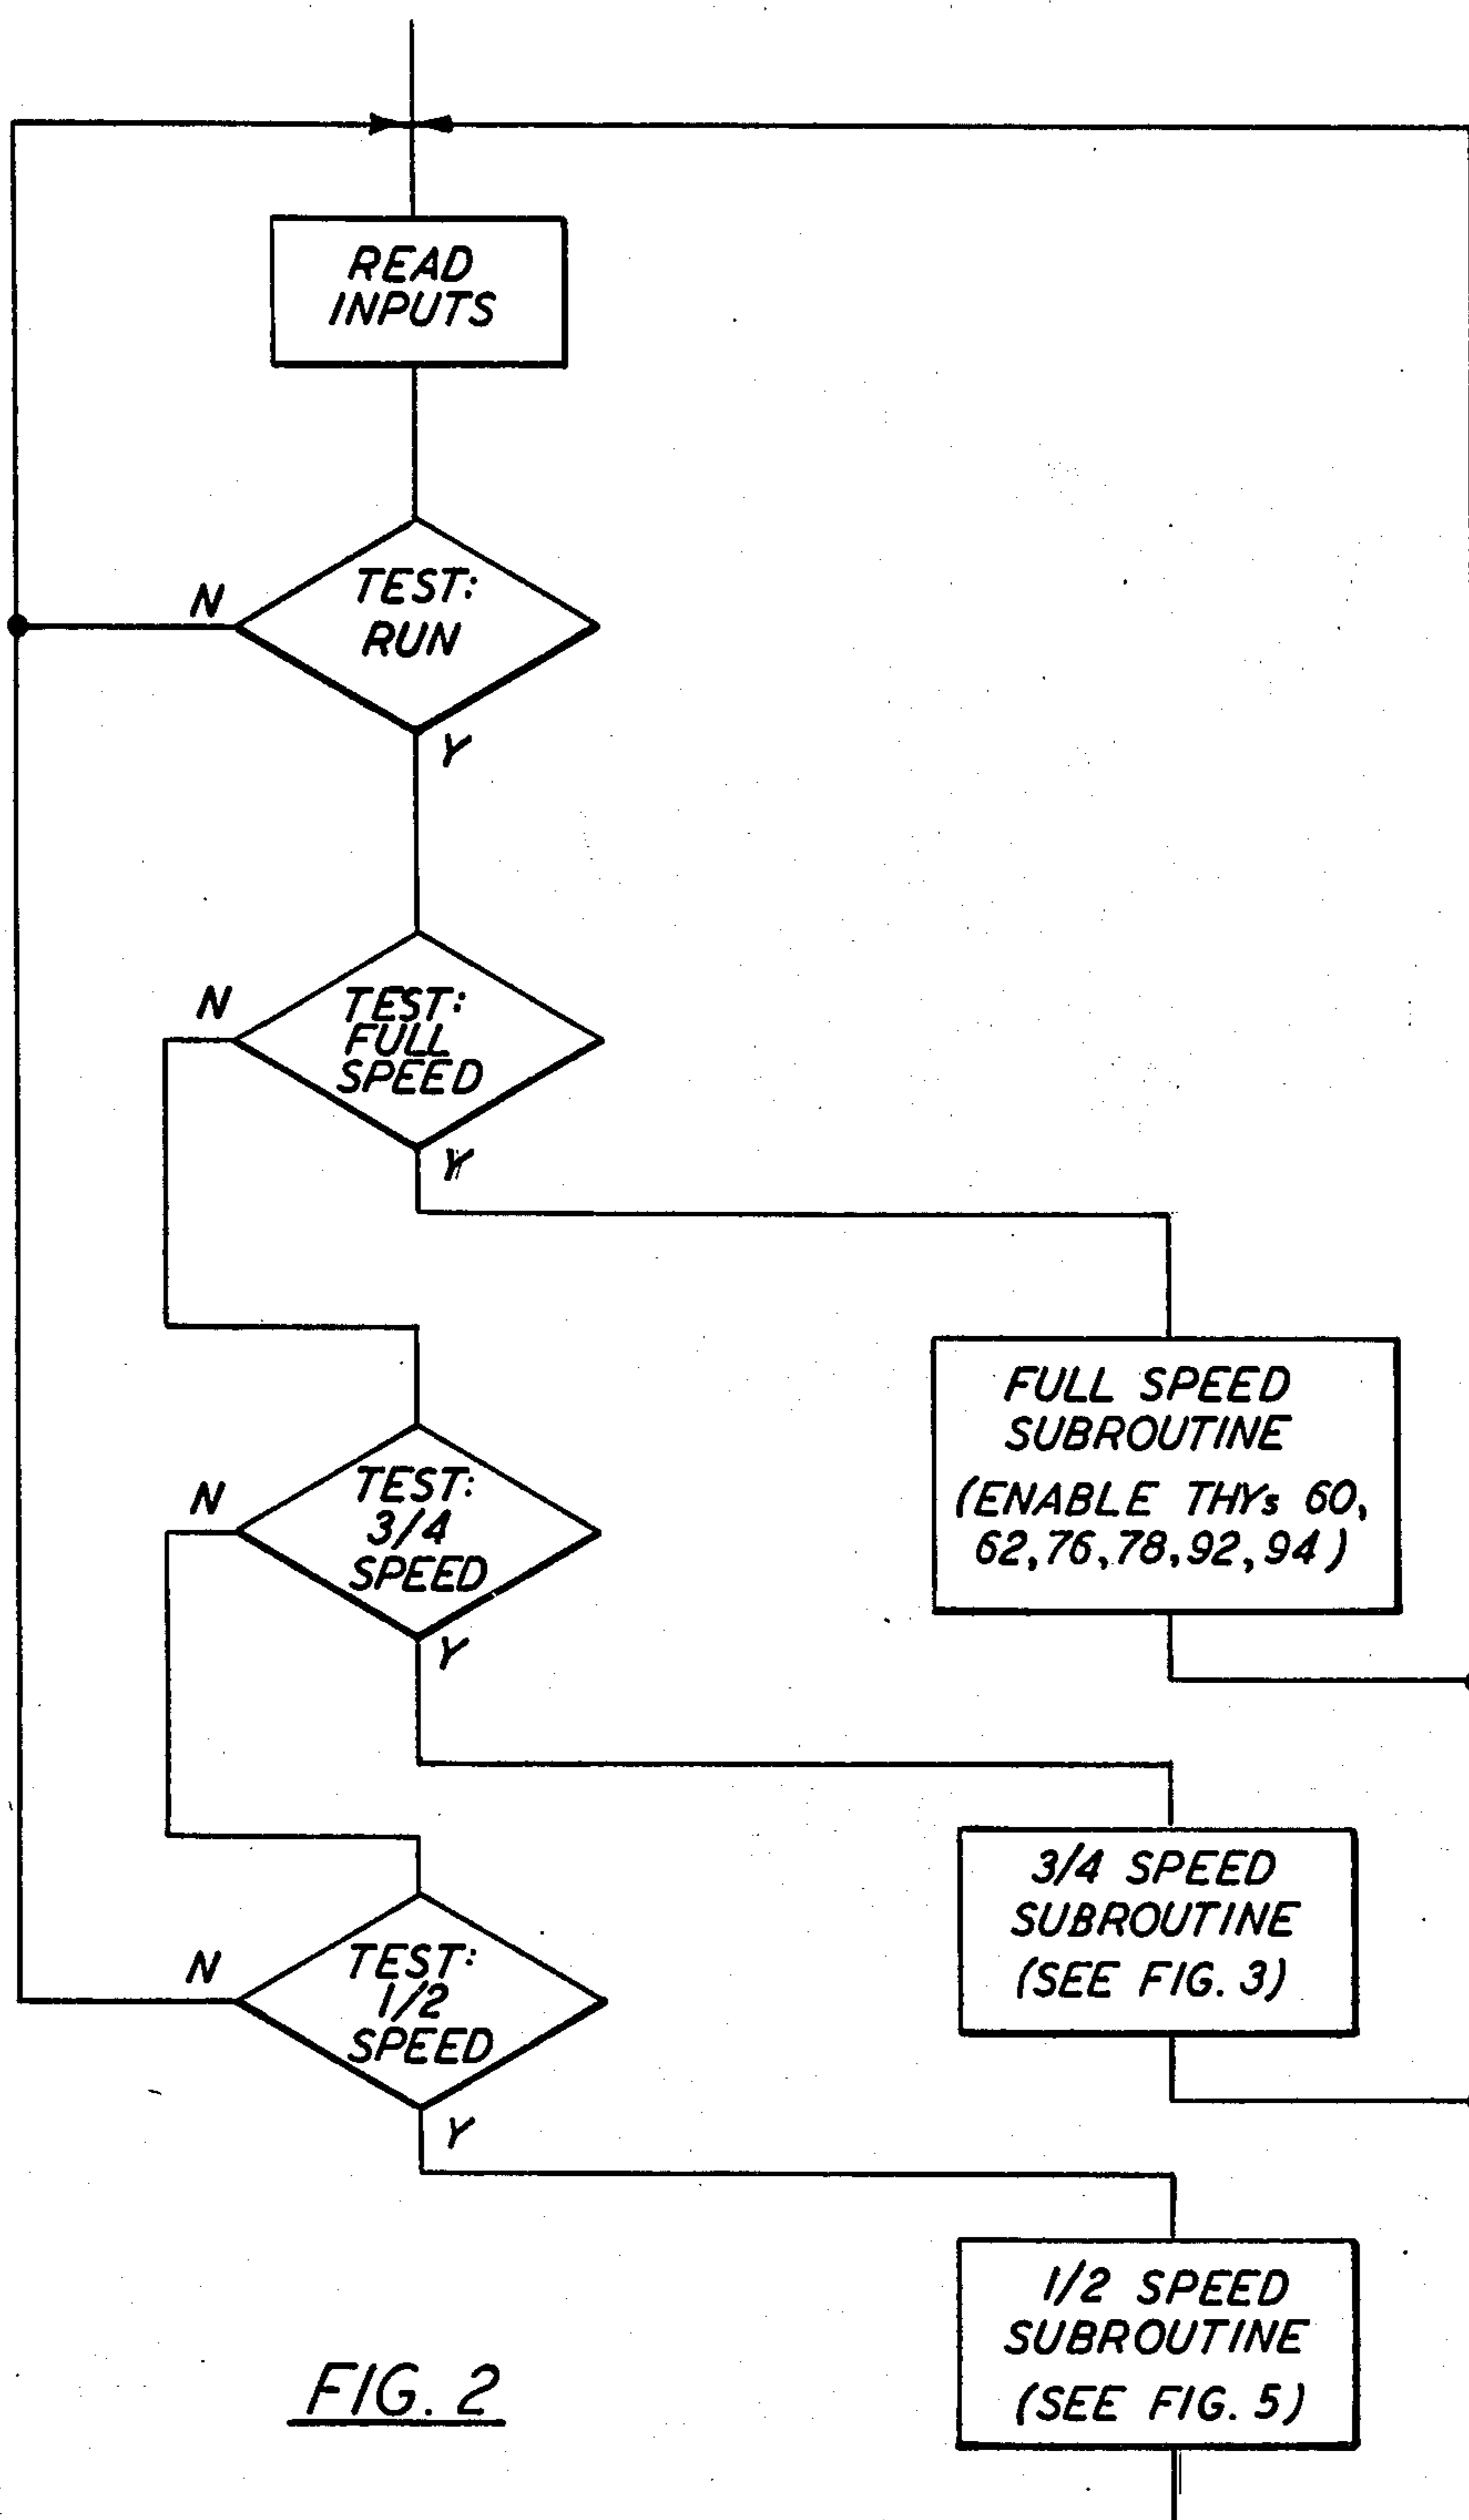 READ
INPUTS
TEST:
RUN
N
Y
TEST:
FULL
SPEED
N
Y
FULL SPEED
SUBROUTINE
(ENABLE THYs 60,
62,76,78,92,94)
TEST:
3/4
SPEED
N
Y
3/4 SPEED
SUBROUTINE
(SEE FIG. 3)
TEST:
1/2
SPEED
N
Y
1/2 SPEED
SUBROUTINE
(SEE FIG. 5)
FIG. 2